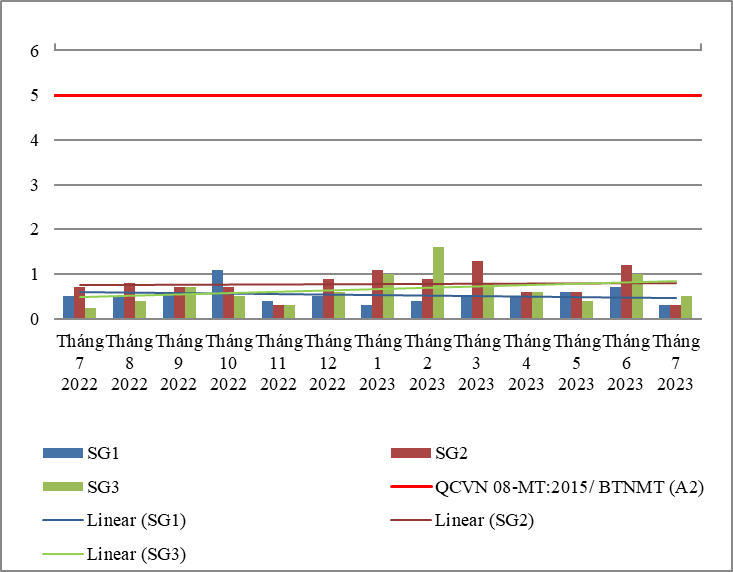 6
5
4
3
2
1
0
Tháng Tháng Tháng Tháng Tháng Tháng Tháng Tháng Tháng Tháng Tháng Tháng Tháng
7 8 9 10 11 12 1 2 3 4 5 6 7
2022 2022 2022 2022 2022 2022 2023 2023 2023 2023 2023 2023 2023
SG1 SG2
SG3 QCVN 08-MT:2015/ BTNMT (A2)
Linear (SG1) Linear (SG2)
Linear (SG3)